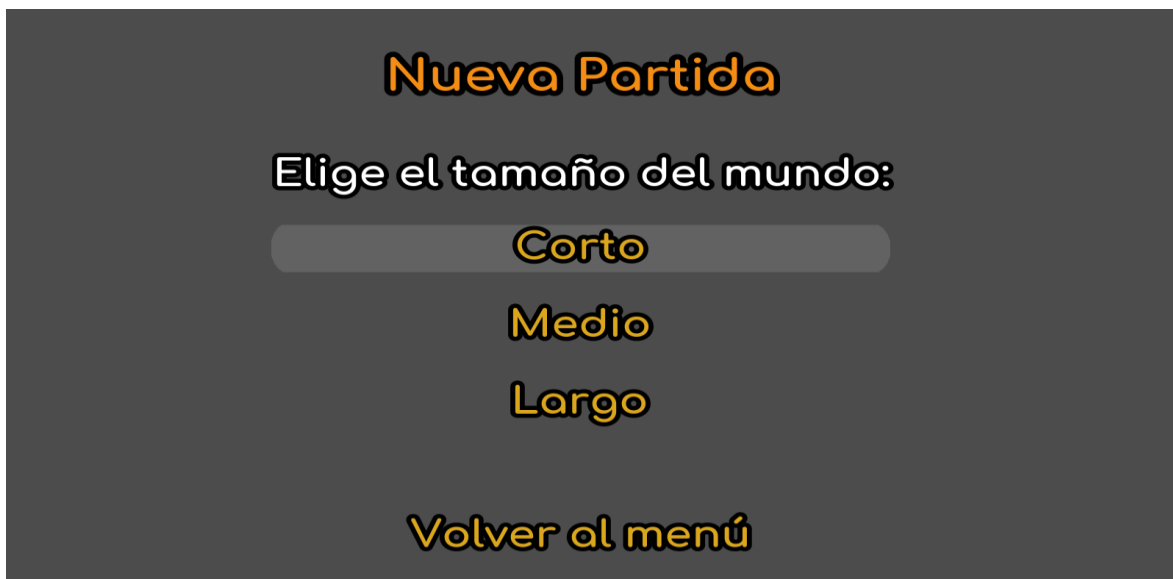 Nueva Partida
Elige el tamaño del mundo:
Corto
Medio
Largo
Volver al menú